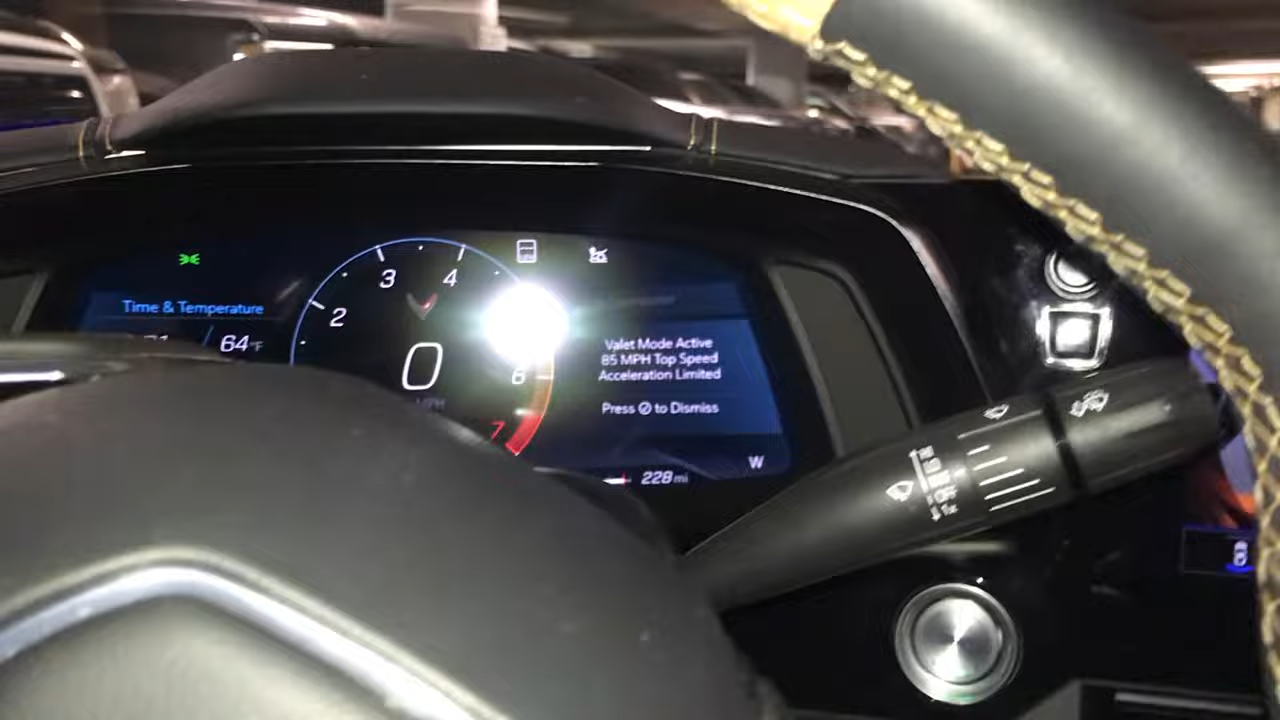 Time & Temperature
64°F
2
3
4
6
7
0
MPH
Valet Mode Active
85 MPH Top Speed
Acceleration Limited
Press to Dismiss
W
228 mi